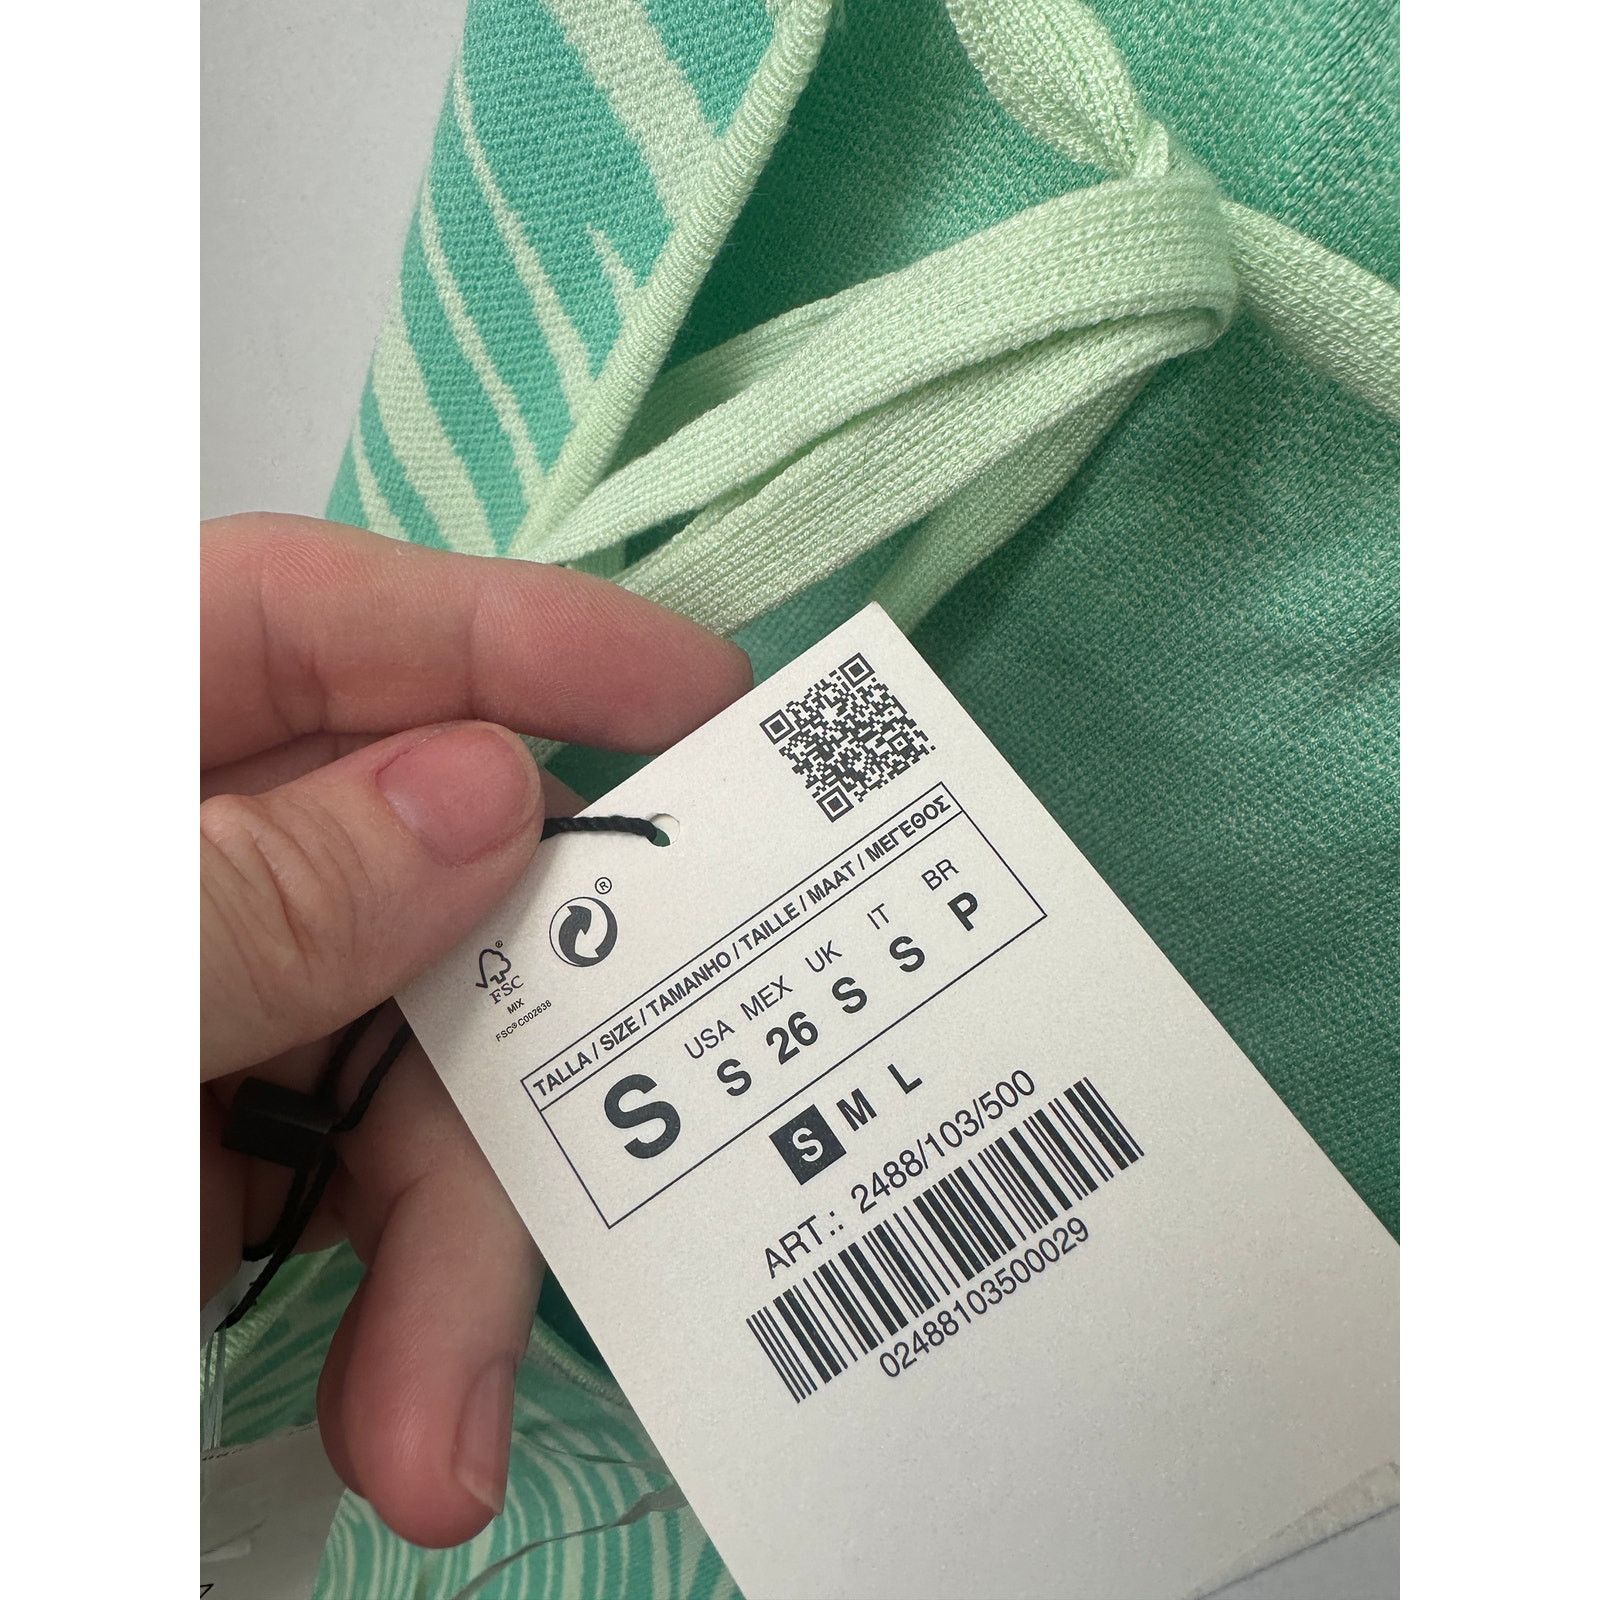 ®
FSC
MIX
FSC® C002638
TALLA / SIZE / TAMANHO / TAILLE / MAAT / ΜΕΓΕΘΟΣ
USA MEX UK IT BR
S S 26 S S P
S M L
ART.: 2488/103/500
02488103500029